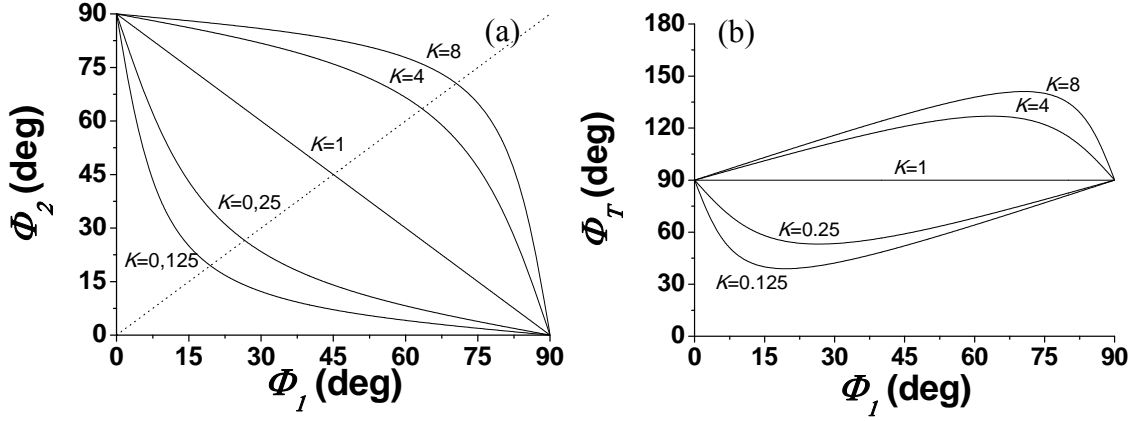 (a)
90
75
60
45
30
15
0
Φ2 (deg)
K=8
K=4
K=1
K=0,25
K=0,125
0 15 30 45 60 75 90
Φ1 (deg)
(b)
180
150
120
90
60
30
0
ΦT (deg)
K=8
K=4
K=1
K=0.25
K=0.125
0 15 30 45 60 75 90
Φ1 (deg)